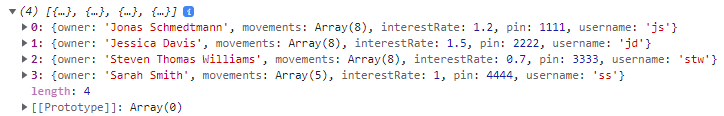 ▼ (4) [{…}, {…}, {…}, {…}] i
▶ 0: {owner: 'Jonas Schmedtmann', movements: Array(8), interestRate: 1.2, pin: 1111, username: 'js'}
▶ 1: {owner: 'Jessica Davis', movements: Array(8), interestRate: 1.5, pin: 2222, username: 'jd'}
▶ 2: {owner: 'Steven Thomas Williams', movements: Array(8), interestRate: 0.7, pin: 3333, username: 'stw'}
▶ 3: {owner: 'Sarah Smith', movements: Array(5), interestRate: 1, pin: 4444, username: 'ss'}
length: 4
▶ [[Prototype]]: Array(0)